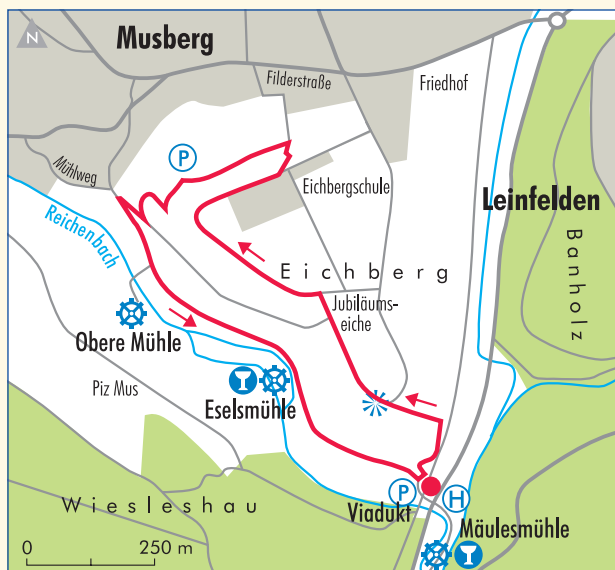 N
Musberg
Filderstraße
Friedhof
P
Mühlweg
Eichbergschule
Leinfelden
Reichenbach
Banholz
Eichberg
Jubiläums-
eiche
Obere Mühle
Piz Mus
Eselsmühle
Wiesleshau
P
H
Viadukt
Mäulesmühle
0 250 m